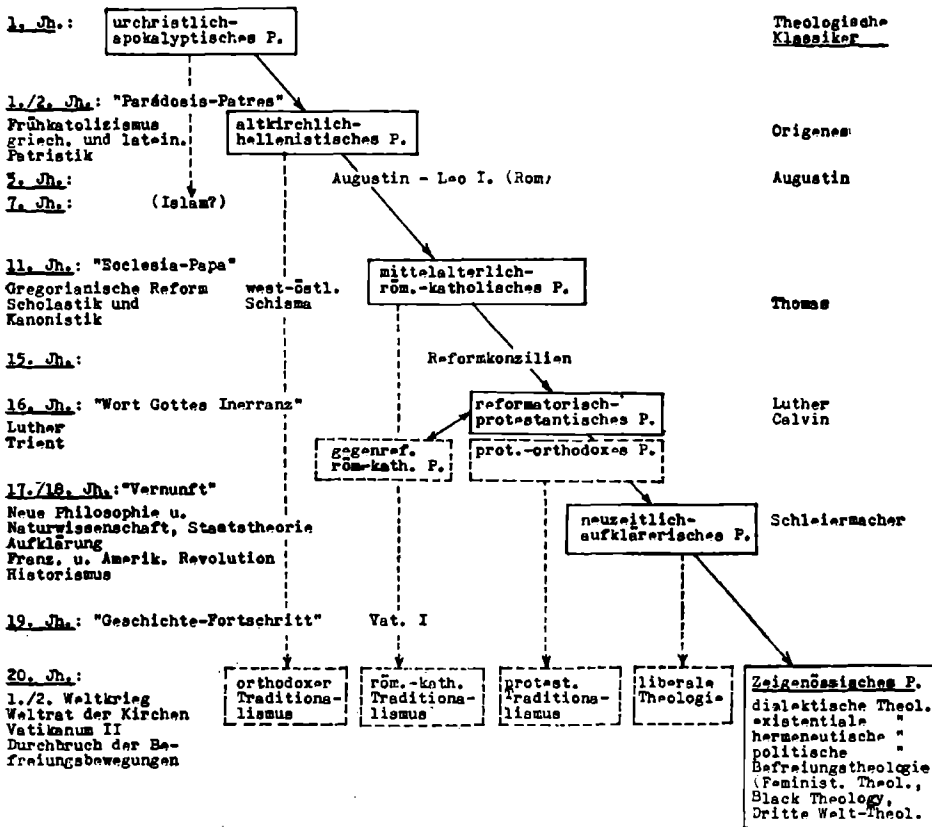 1. Jh.:
urchristlich-
apokalyptisches P.
Theologische
Klassiker
1./2. Jh.: "Parádosis-Patres"
Frühkatolizismus
griech. und latein.
Patristik
altkirchlich-
hellenistisches P.
Origenes
5. Jh.:
Augustin - Leo I. (Rom)
Augustin
7. Jh.:
(Islam?)
11. Jh.: "Ecclesia-Papa"
Gregorianische Reform
Scholastik und
Kanonistik
west-östl.
Schisma
mittelalterlich-
röm.-katholisches P.
Thomas
15. Jh.:
Reformkonzilien
16. Jh.: "Wort Gottes Inerranz"
Luther
Trient
reformatorisch-
protestantisches P.
Luther
Calvin
gegenref.
röm-kath. P.
prot.-orthodoxes P.
17./18. Jh.:"Vernunft"
Neue Philosophie u.
Naturwissenschaft, Staatstheorie
Aufklärung
Franz. u. Amerik. Revolution
Historismus
neuzeitlich-
aufklärerisches P.
Schleiermacher
19. Jh.: "Geschichte-Fortschritt"
Vat. I
20. Jh.:
1./2. Weltkrieg
Weltrat der Kirchen
Vatikanum II
Durchbruch der Be-
freiungsbewegungen
orthodoxer
Traditiona-
lismus
röm.-kath.
Traditiona-
lismus
protest.
Traditiona-
lismus
liberale
Theologie
Zeigenössisches P.
dialektische Theol.
existentiale "
hermeneutische "
politische "
Befreiungstheologie
(Feminist. Theol.,
Black Theology,
Dritte Welt-Theol.